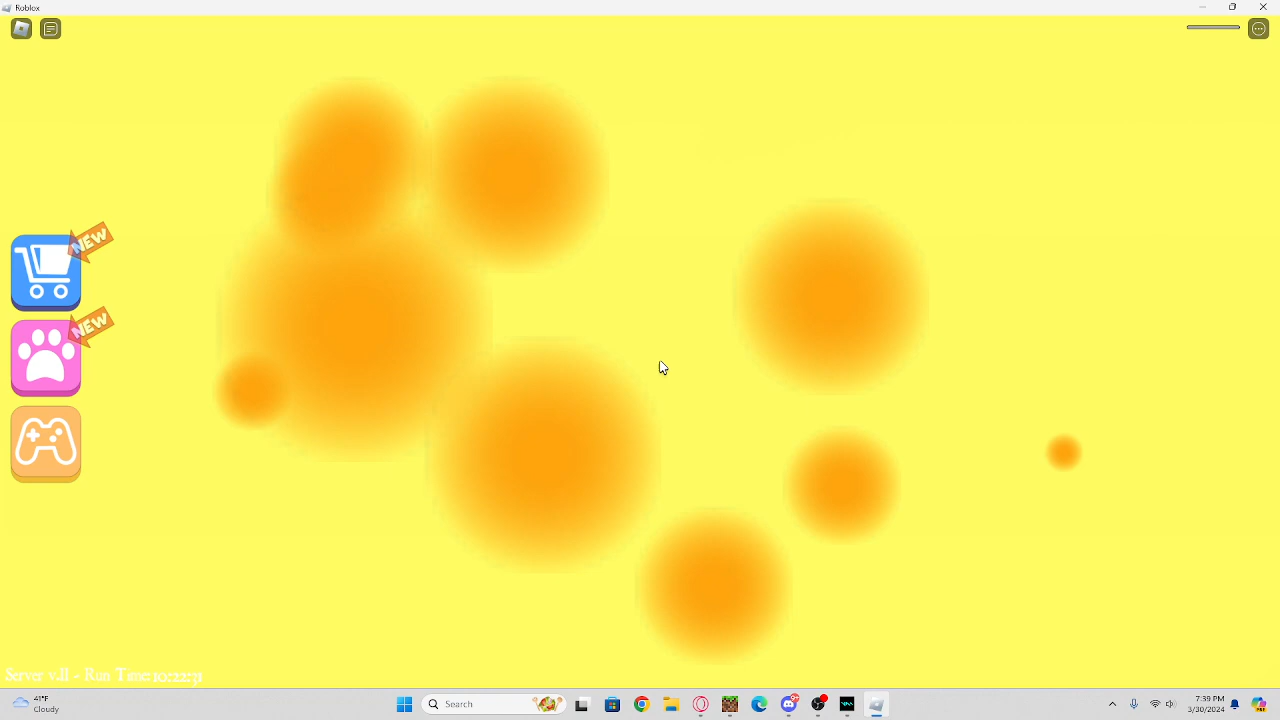 Roblox
NEW
NEW
Server v.11 - Run Time: 10:22:31
41°F
Cloudy
Search
9+
7:39 PM
3/30/2024